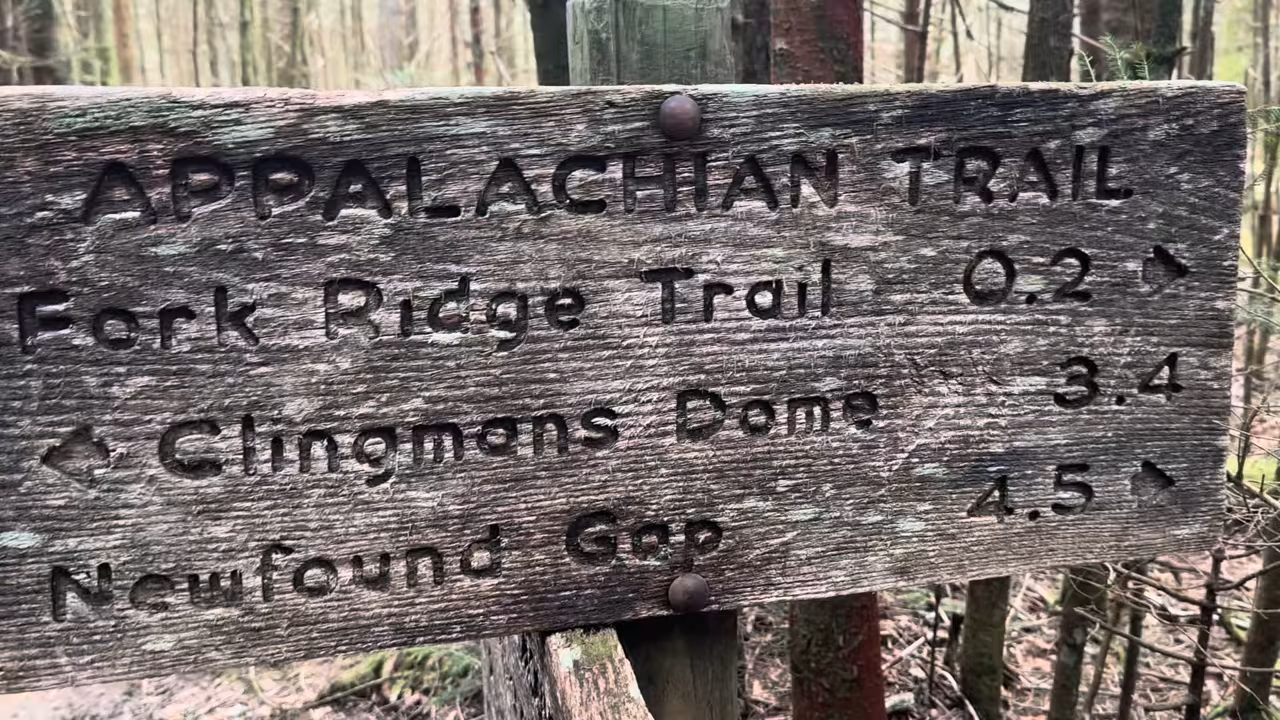 APPALACHIAN TRAIL
Fork Ridge Trail 0.2 →
← Clingmans Dome 3.4
Newfound Gap 4.5 →